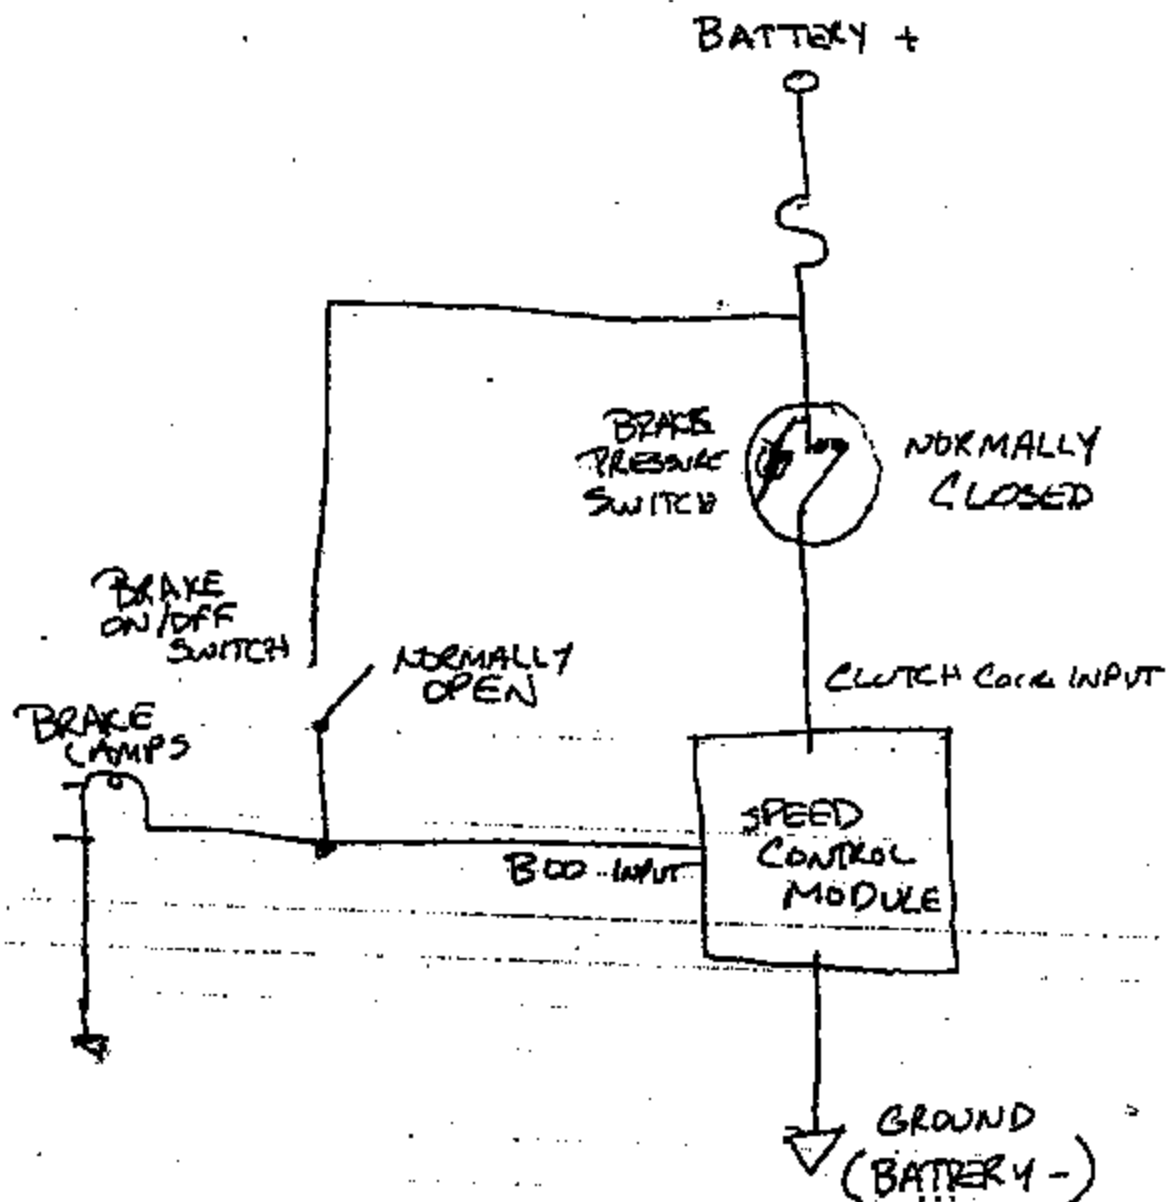 BATTERY +
BRAKE
PRESSURE
SWITCH
NORMALLY
CLOSED
BRAKE
ON/OFF
SWITCH
NORMALLY
OPEN
CLUTCH INPUT
BRAKE
LAMPS
SPEED
CONTROL
MODULE
BOO INPUT
GROUND
(BATTERY -)